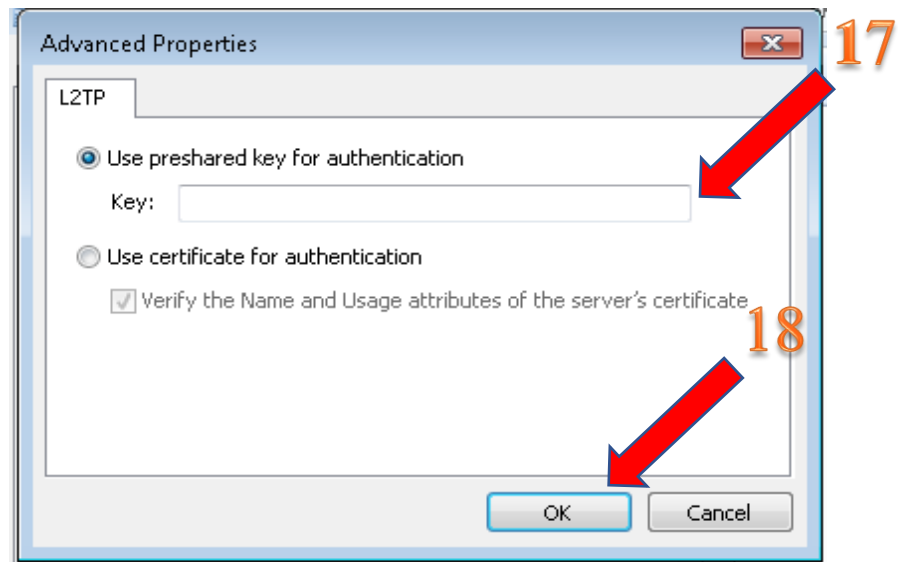 Advanced Properties
17
L2TP
Use preshared key for authentication
Key:
Use certificate for authentication
Verify the Name and Usage attributes of the server's certificate
18
OK
Cancel